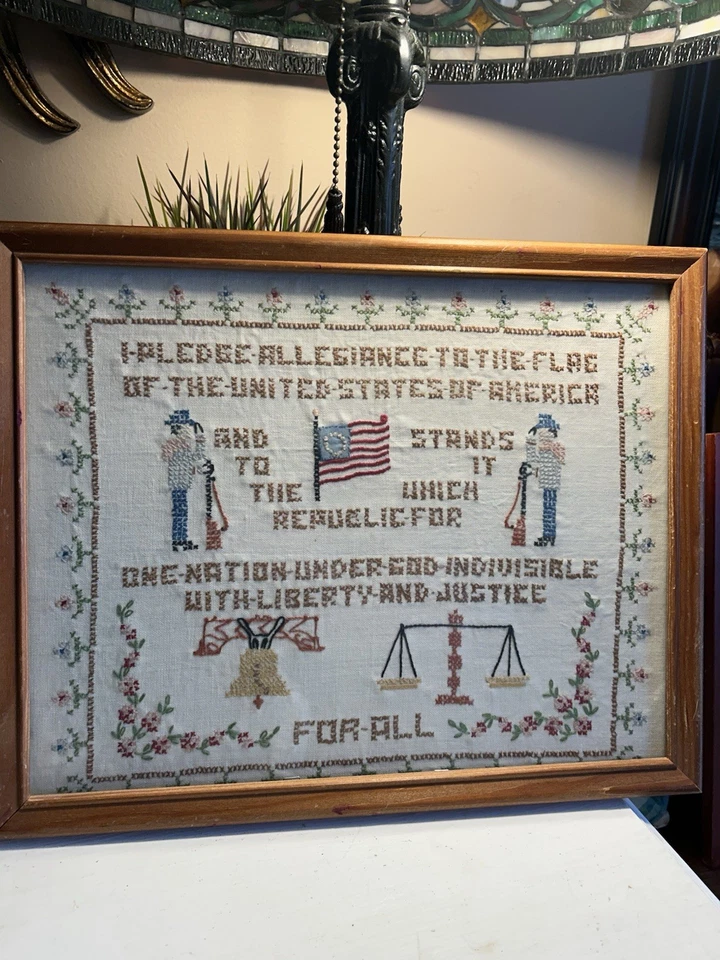 I·PLEDGE·ALLEGIANCE·TO·THE·FLAG
OF·THE·UNITED·STATES·OF·AMERICA
AND STANDS
TO IT
THE WHICH
REPUBLIC·FOR
ONE·NATION·UNDER·GOD·INDIVISIBLE
WITH·LIBERTY·AND·JUSTICE
FOR·ALL